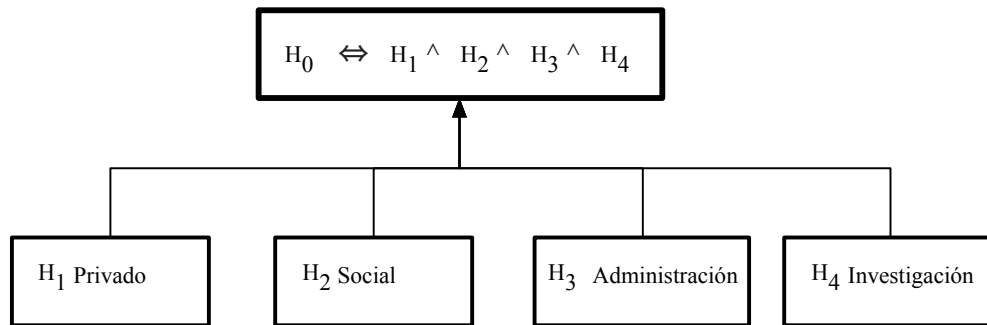 H0 ⇔ H1 ^ H2 ^ H3 ^ H4
H1 Privado
H2 Social
H3 Administración
H4 Investigación